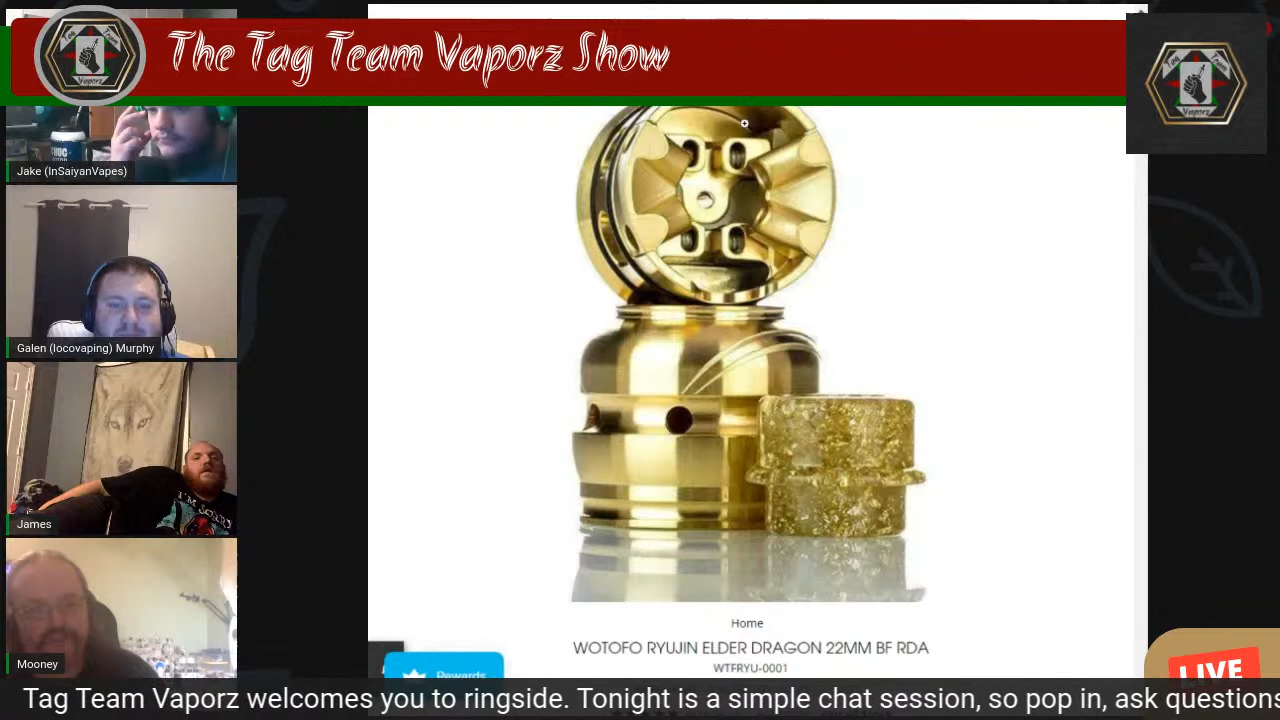 The Tag Team Vaporz Show
Jake (InSaiyanVapes)
Galen (locovaping) Murphy
James
Mooney
Home
WOTOFO RYUJIN ELDER DRAGON 22MM BF RDA
WTFRYU-0001
Rewards
LIVE
Tag Team Vaporz welcomes you to ringside. Tonight is a simple chat session, so pop in, ask questions